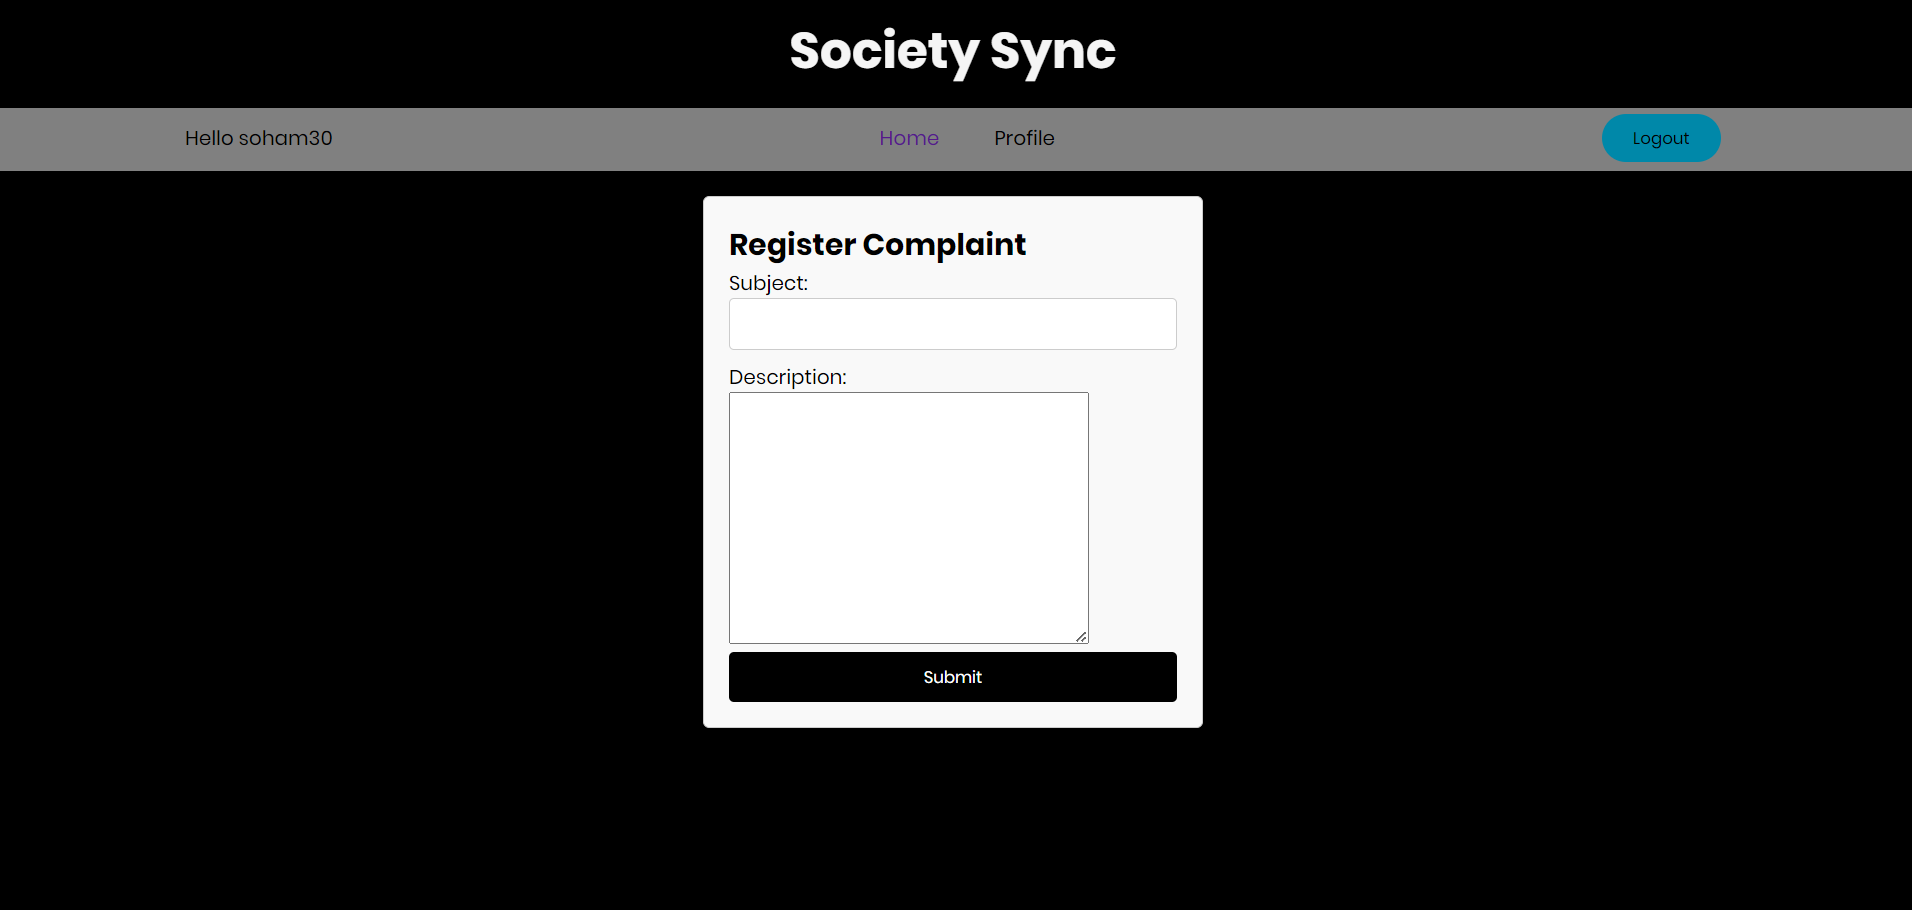 Society Sync
Hello soham30 Home Profile Logout
Register Complaint
Subject:
Description:
Submit